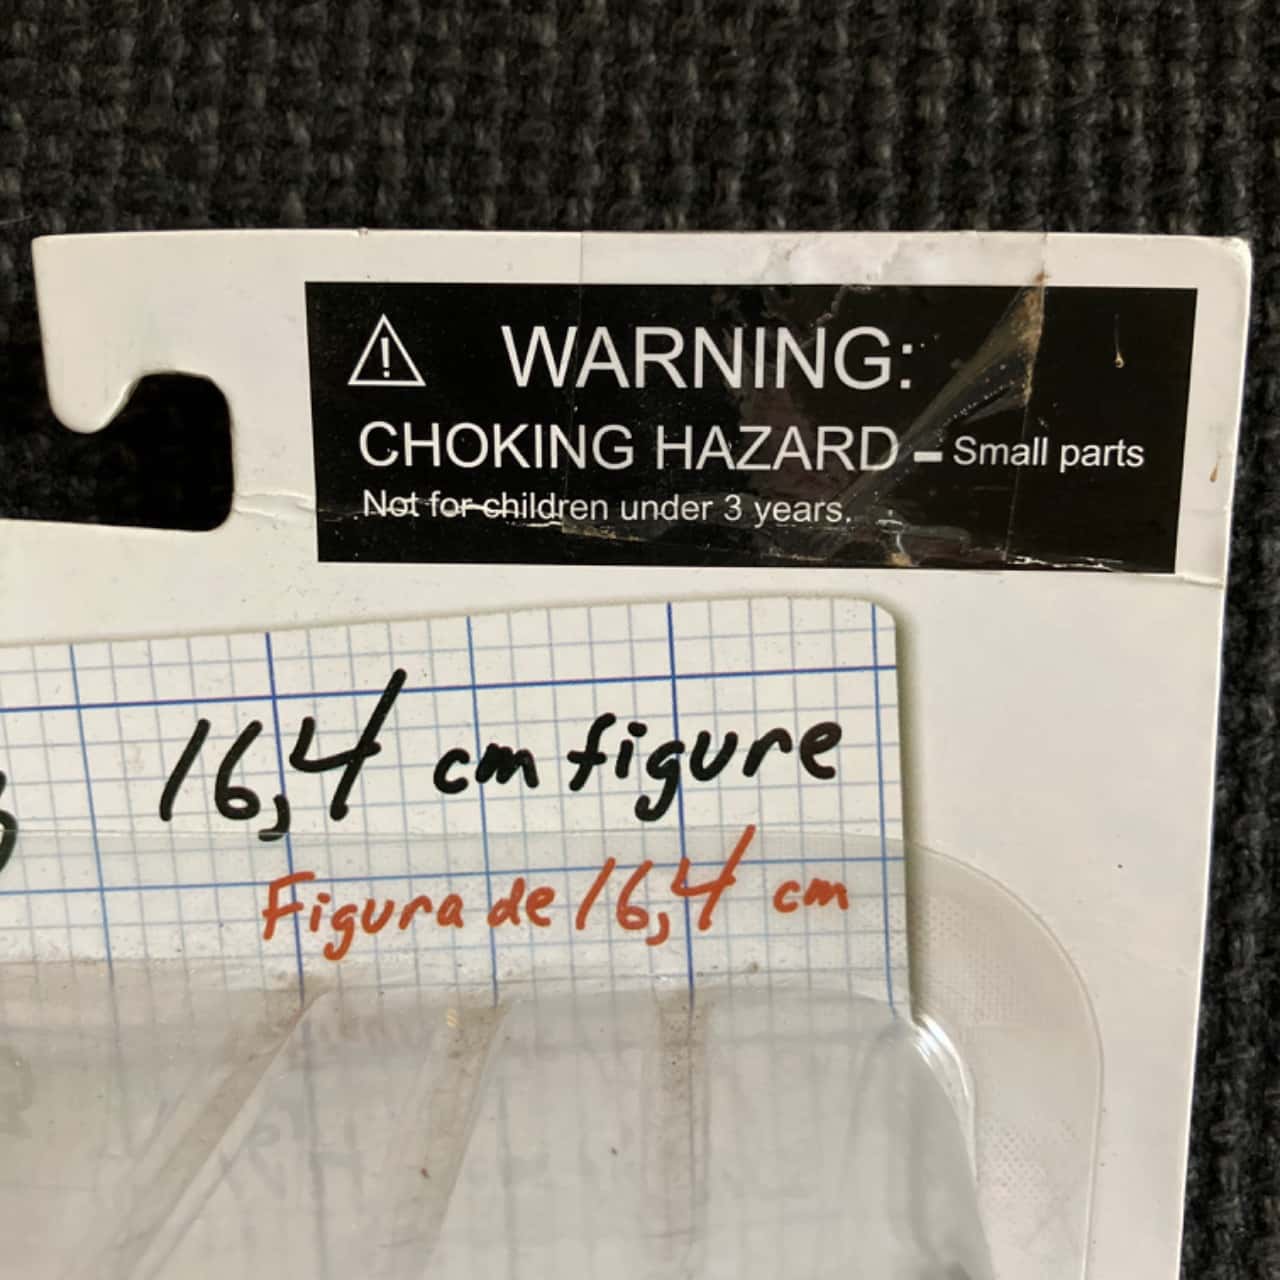 WARNING:
CHOKING HAZARD – Small parts
Not for children under 3 years.
16,4 cm figure
Figura de 16,4 cm